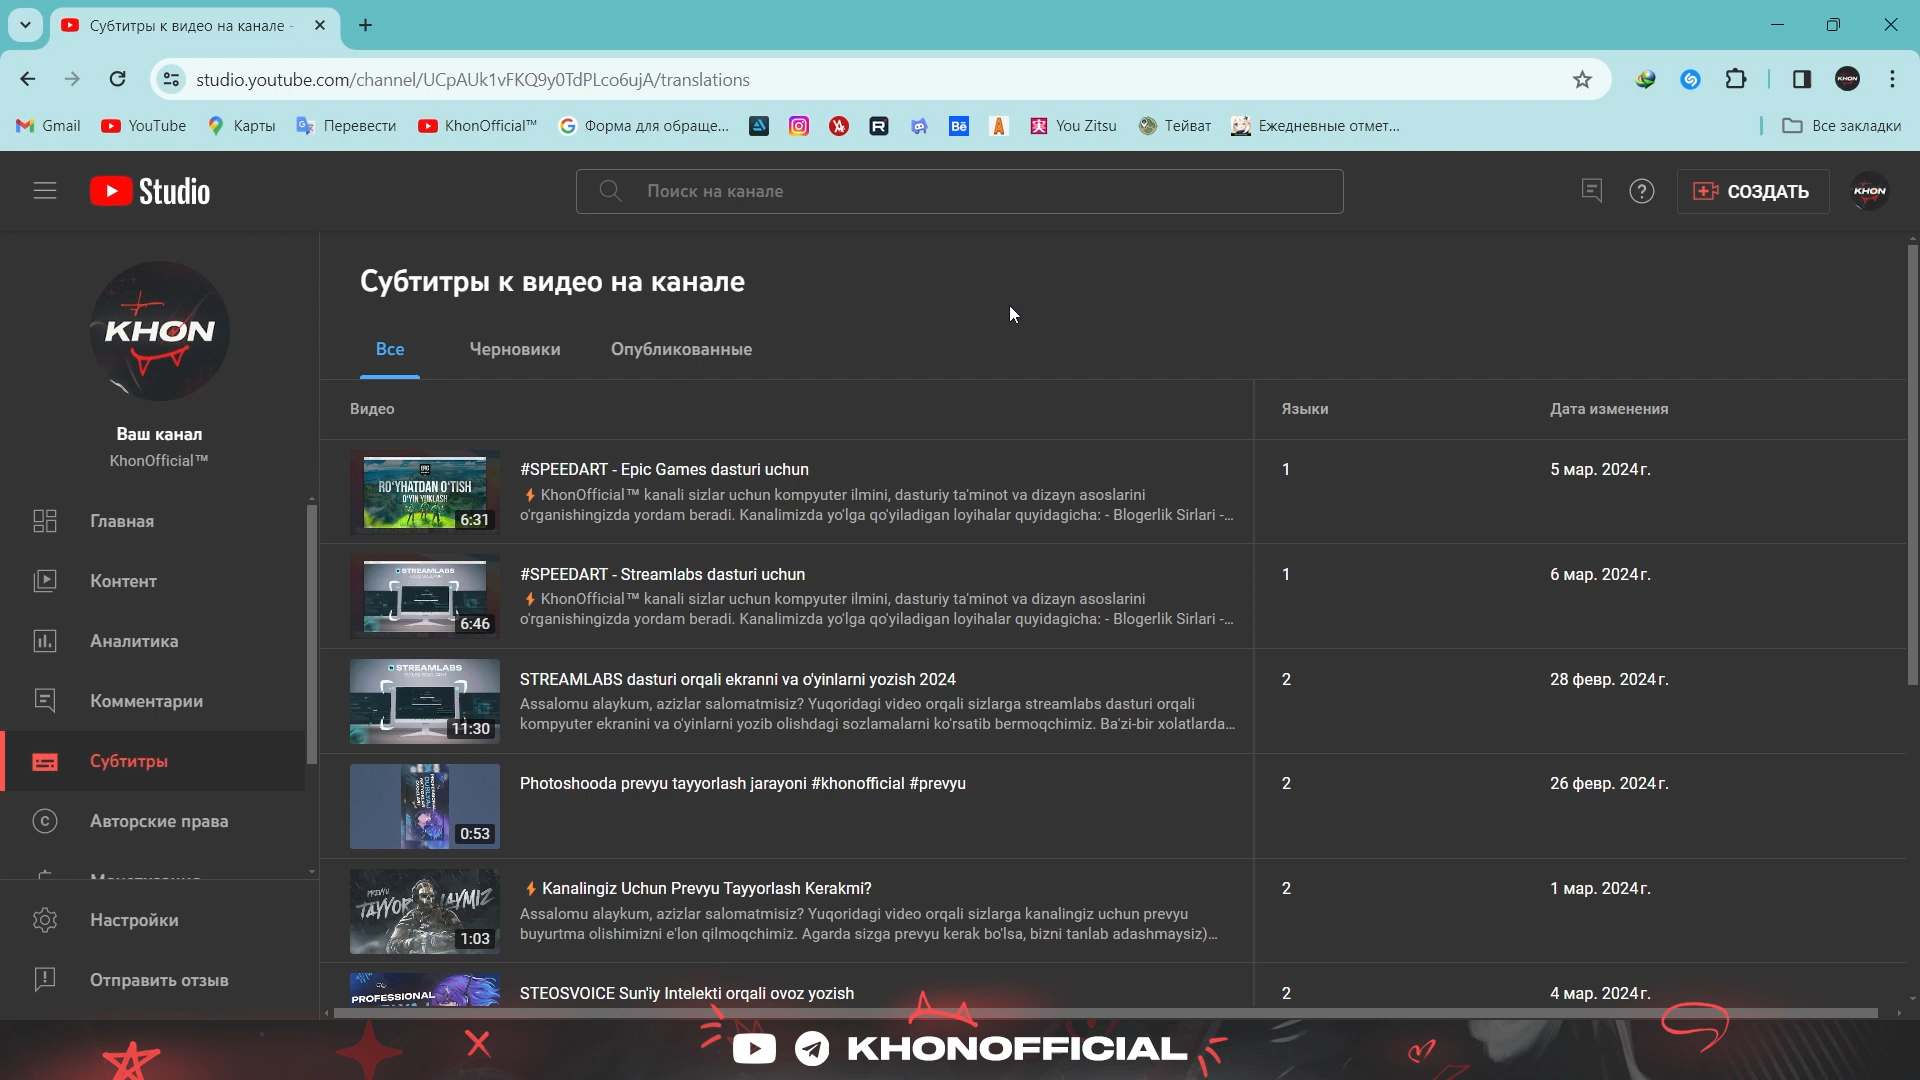 Субтитры к видео на канале -
studio.youtube.com/channel/UCpAUk1vFKQ9y0TdPLco6ujA/translations
Gmail YouTube Карты Перевести KhonOfficial™ Форма для обраще... You Zitsu Тейват Ежедневные отмет... Все закладки
Studio
Поиск на канале
СОЗДАТЬ
KHON
KHON
Ваш канал
KhonOfficial™
Главная
Контент
Аналитика
Комментарии
Субтитры
Авторские права
Настройки
Отправить отзыв
Субтитры к видео на канале
Все Черновики Опубликованные
Видео Языки Дата изменения
RO'YHATDAN O'TISH
O'YIN YUKLASH
6:31
#SPEEDART - Epic Games dasturi uchun
⚡ KhonOfficial™ kanali sizlar uchun kompyuter ilmini, dasturiy ta'minot va dizayn asoslarini
o'rganishingizda yordam beradi. Kanalimizda yo'lga qo'yiladigan loyihalar quyidagicha: - Blogerlik Sirlari -...
1 5 мар. 2024 г.
STREAMLABS
6:46
#SPEEDART - Streamlabs dasturi uchun
⚡ KhonOfficial™ kanali sizlar uchun kompyuter ilmini, dasturiy ta'minot va dizayn asoslarini
o'rganishingizda yordam beradi. Kanalimizda yo'lga qo'yiladigan loyihalar quyidagicha: - Blogerlik Sirlari -...
1 6 мар. 2024 г.
STREAMLABS
11:30
STREAMLABS dasturi orqali ekranni va o'yinlarni yozish 2024
Assalomu alaykum, azizlar salomatmisiz? Yuqoridagi video orqali sizlarga streamlabs dasturi orqali
kompyuter ekranini va o'yinlarni yozib olishdagi sozlamalarni ko'rsatib bermoqchimiz. Ba'zi-bir xolatlarda...
2 28 февр. 2024 г.
0:53
Photoshooda prevyu tayyorlash jarayoni #khonofficial #prevyu
2 26 февр. 2024 г.
PREVYU
1:03
⚡ Kanalingiz Uchun Prevyu Tayyorlash Kerakmi?
Assalomu alaykum, azizlar salomatmisiz? Yuqoridagi video orqali sizlarga kanalingiz uchun prevyu
buyurtma olishimizni e'lon qilmoqchimiz. Agarda sizga prevyu kerak bo'lsa, bizni tanlab adashmaysiz)...
2 1 мар. 2024 г.
PROFESSIONAL
STEOSVOICE Sun'iy Intelekti orqali ovoz yozish
2 4 мар. 2024 г.
KHONOFFICIAL